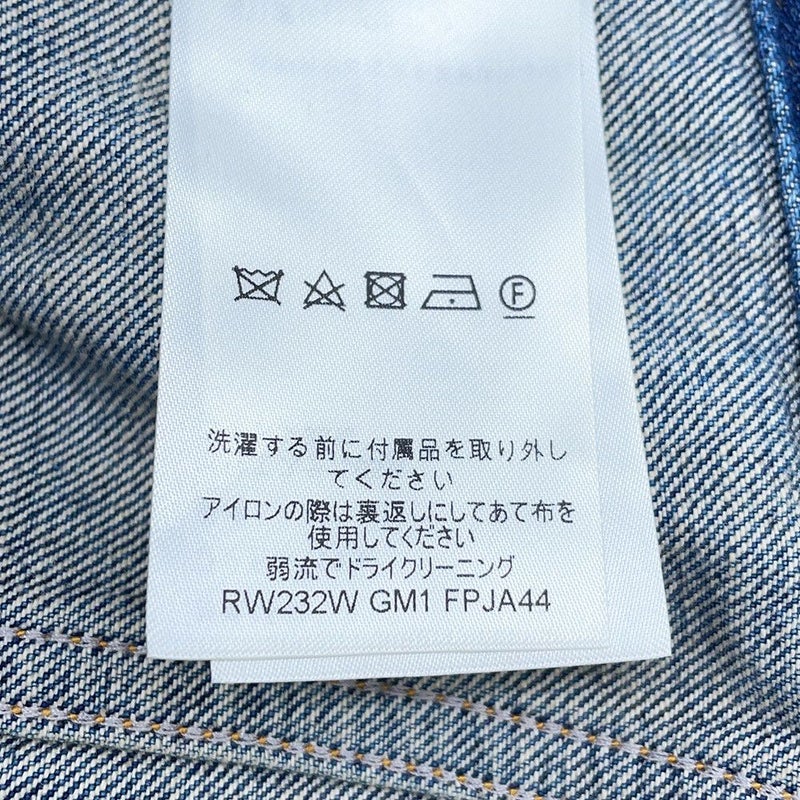 F
洗濯する前に付属品を取り外し
てください
アイロンの際は裏返しにしてあて布を
使用してください
弱流でドライクリーニング
RW232W GM1 FPJA44